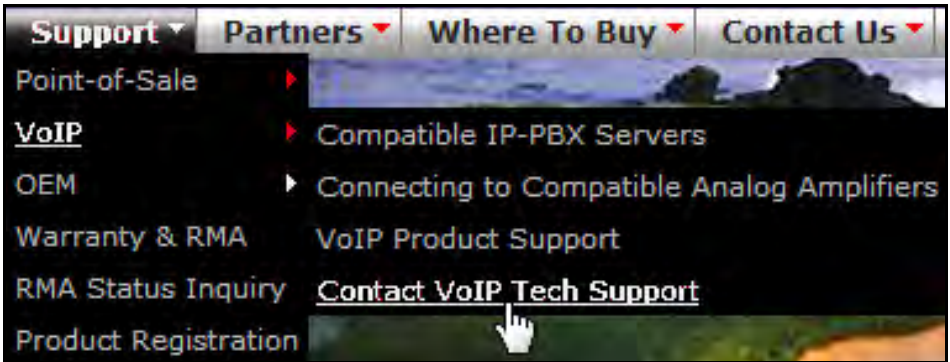 Support Partners Where To Buy Contact Us
Point-of-Sale
VoIP Compatible IP-PBX Servers
OEM Connecting to Compatible Analog Amplifiers
Warranty & RMA VoIP Product Support
RMA Status Inquiry Contact VoIP Tech Support
Product Registration